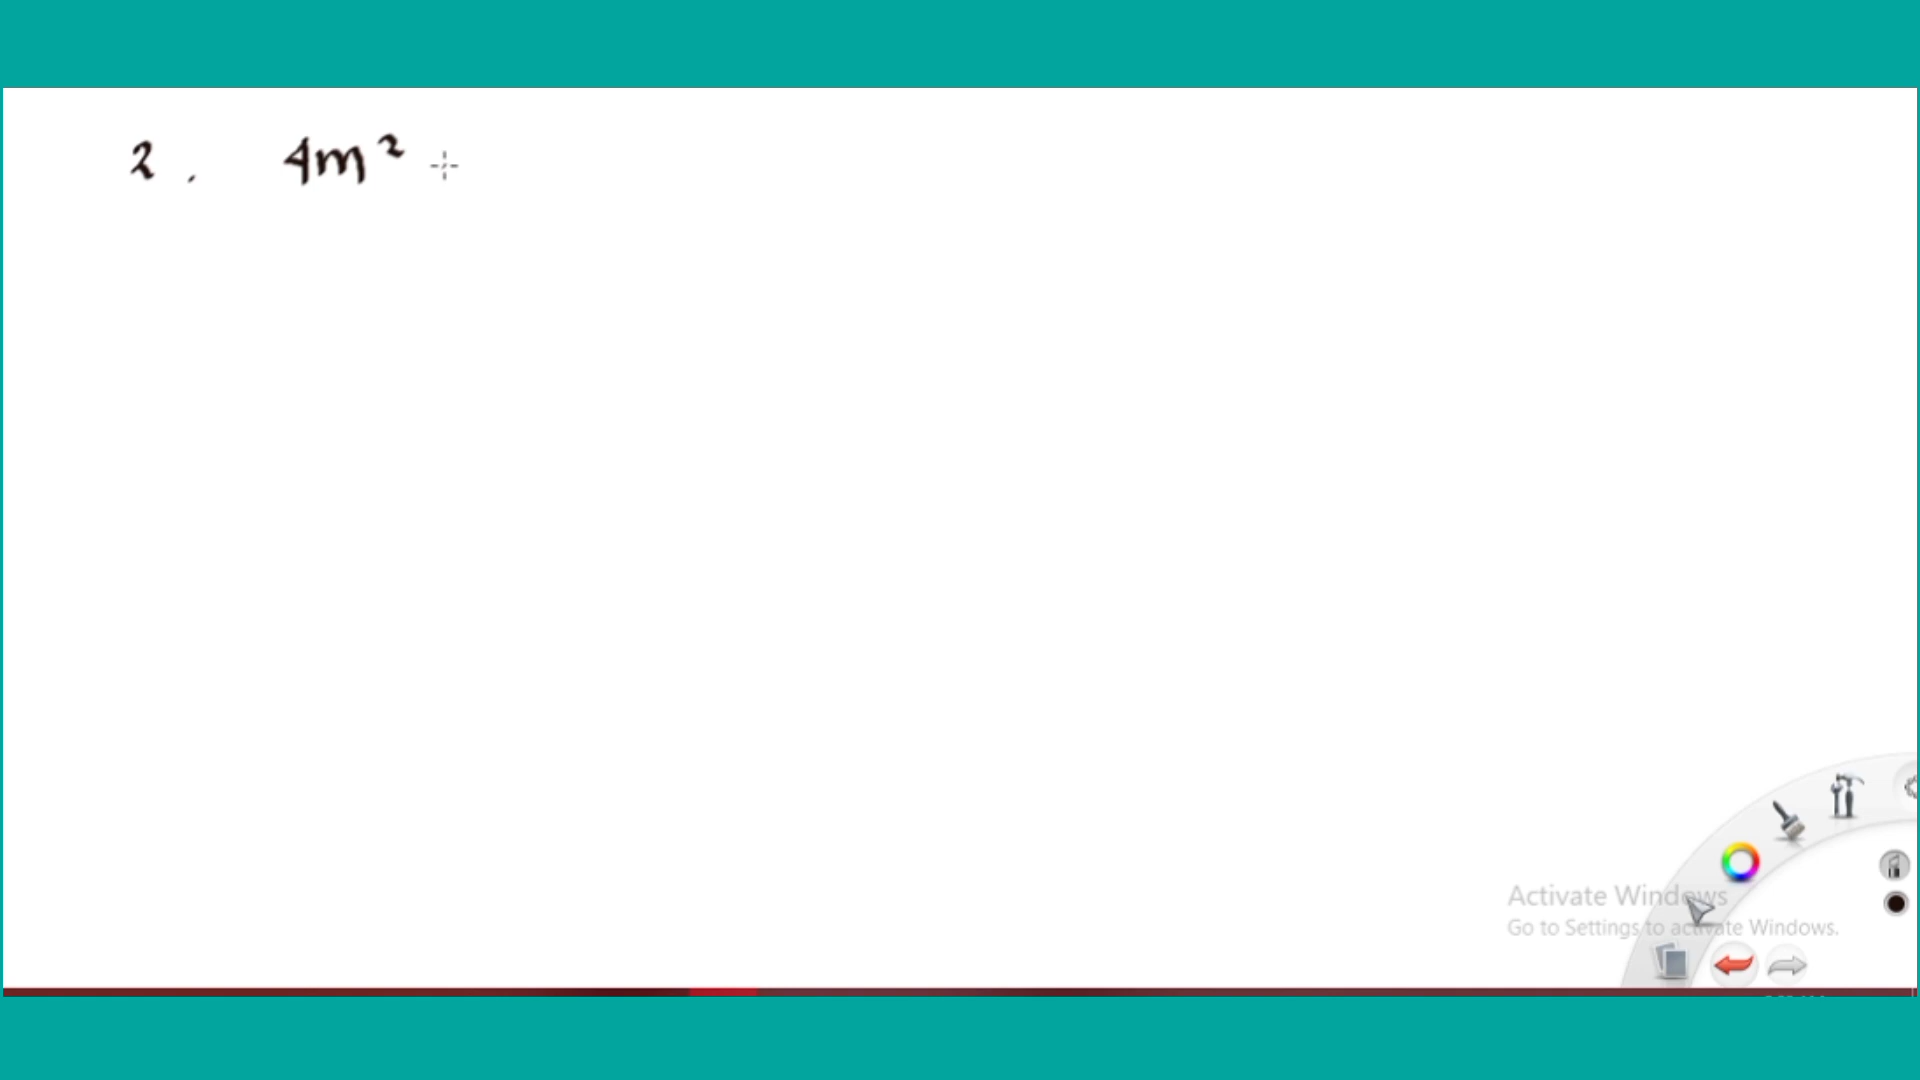 2. 4m²
Activate Windows
Go to Settings to activate Windows.